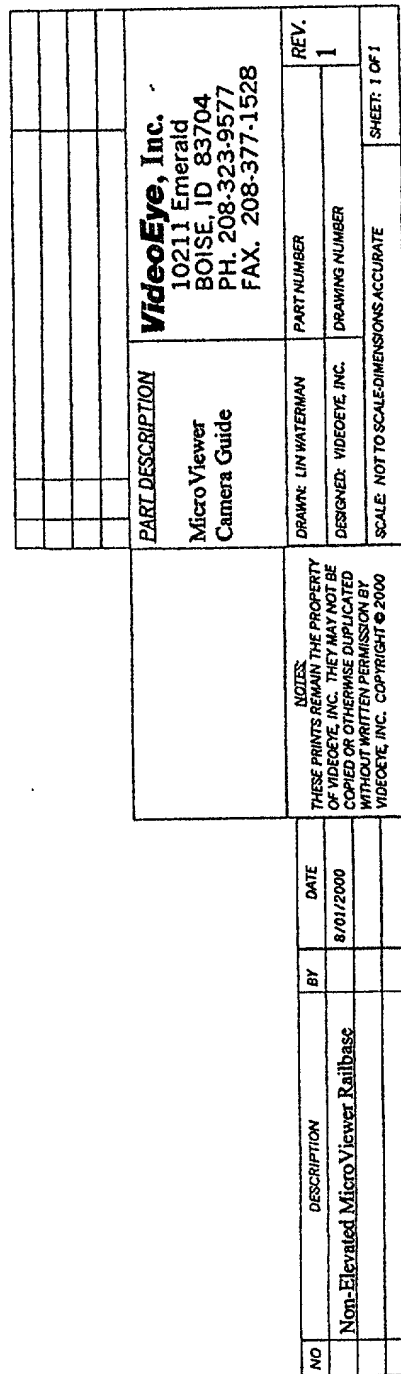 NO DESCRIPTION BY DATE
Non-Elevated MicroViewer Railbase 8/01/2000
NOTES:
THESE PRINTS REMAIN THE PROPERTY
OF VIDEOEYE, INC. THEY MAY NOT BE
COPIED OR OTHERWISE DUPLICATED
WITHOUT WRITTEN PERMISSION BY
VIDEOEYE, INC. COPYRIGHT © 2000
PART DESCRIPTION
MicroViewer
Camera Guide
VideoEye, Inc.
10211 Emerald
BOISE, ID 83704
PH. 208-323-9577
FAX. 208-377-1528
DRAWN: LIN WATERMAN
PART NUMBER
REV.
1
DESIGNED: VIDEOEYE, INC.
DRAWING NUMBER
SCALE: NOT TO SCALE-DIMENSIONS ACCURATE
SHEET: 1 OF 1